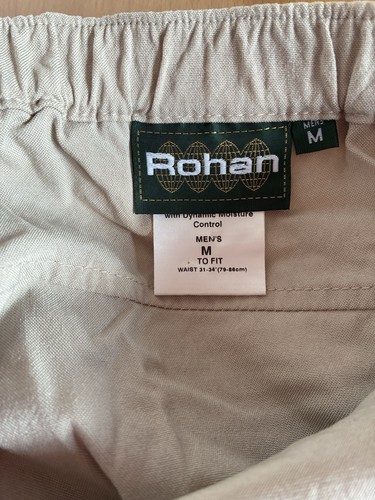 MEN'S
M
Rohan
with Dynamic Moisture
Control
MEN'S
M
TO FIT
WAIST 31-34"(79-86cm)